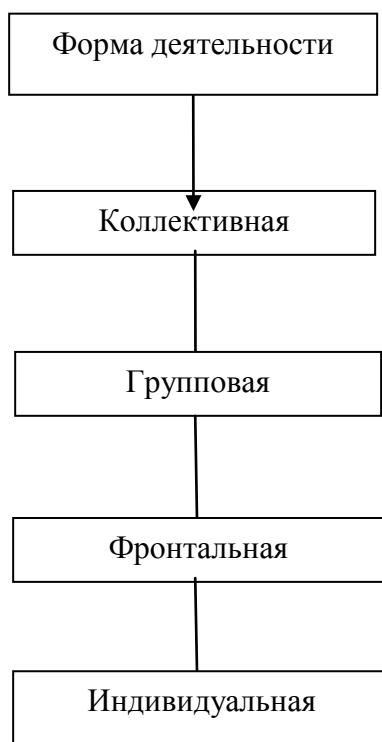 Форма деятельности
Коллективная
Групповая
Фронтальная
Индивидуальная